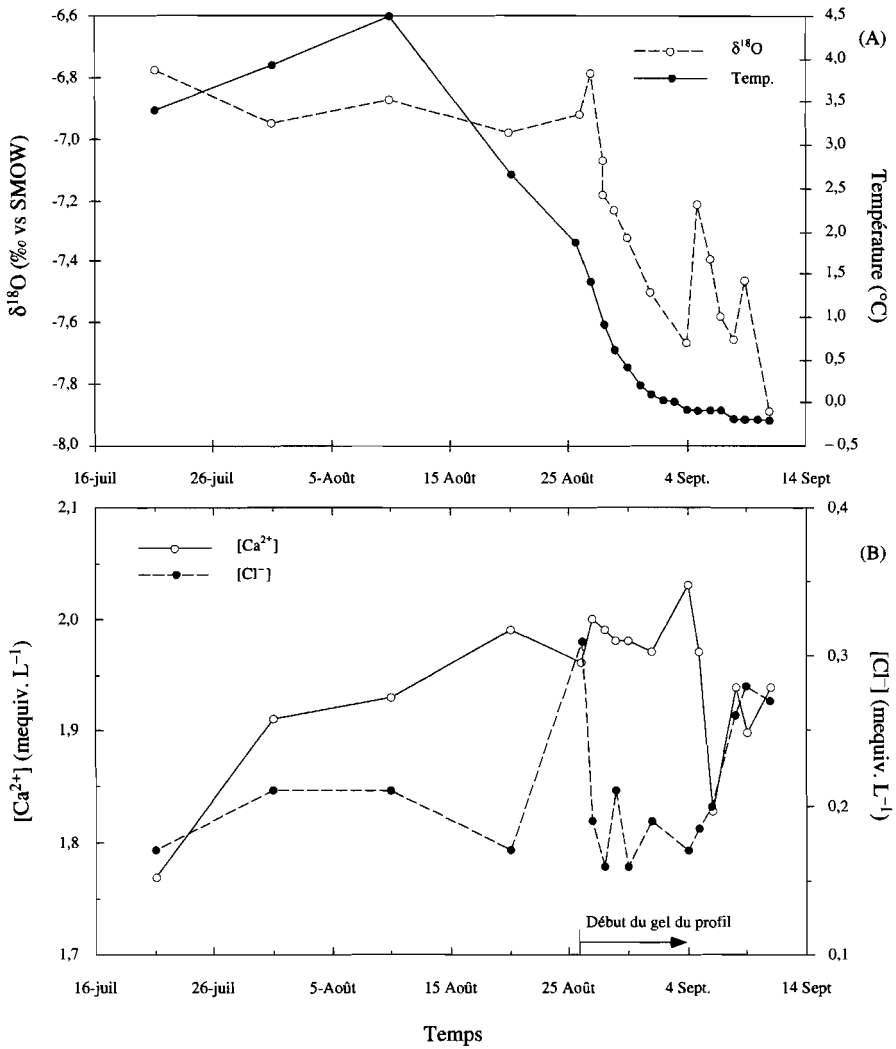 (A)
δ¹⁸O
Temp.
δ¹⁸O (‰ vs SMOW)
-6,6
-6,8
-7,0
-7,2
-7,4
-7,6
-7,8
-8,0
4,5
4,0
3,5
3,0
2,5
2,0
1,5
1,0
0,5
0,0
-0,5
Température (°C)
16-juil 26-juil 5-Août 15 Août 25 Août 4 Sept. 14 Sept
(B)
[Ca²⁺]
[Cl⁻]
[Ca²⁺] (mequiv. L⁻¹)
2,1
2,0
1,9
1,8
1,7
0,4
0,3
0,2
0,1
[Cl⁻] (mequiv. L⁻¹)
Début du gel du profil
16-juil 26-juil 5-Août 15 Août 25 Août 4 Sept. 14 Sept
Temps